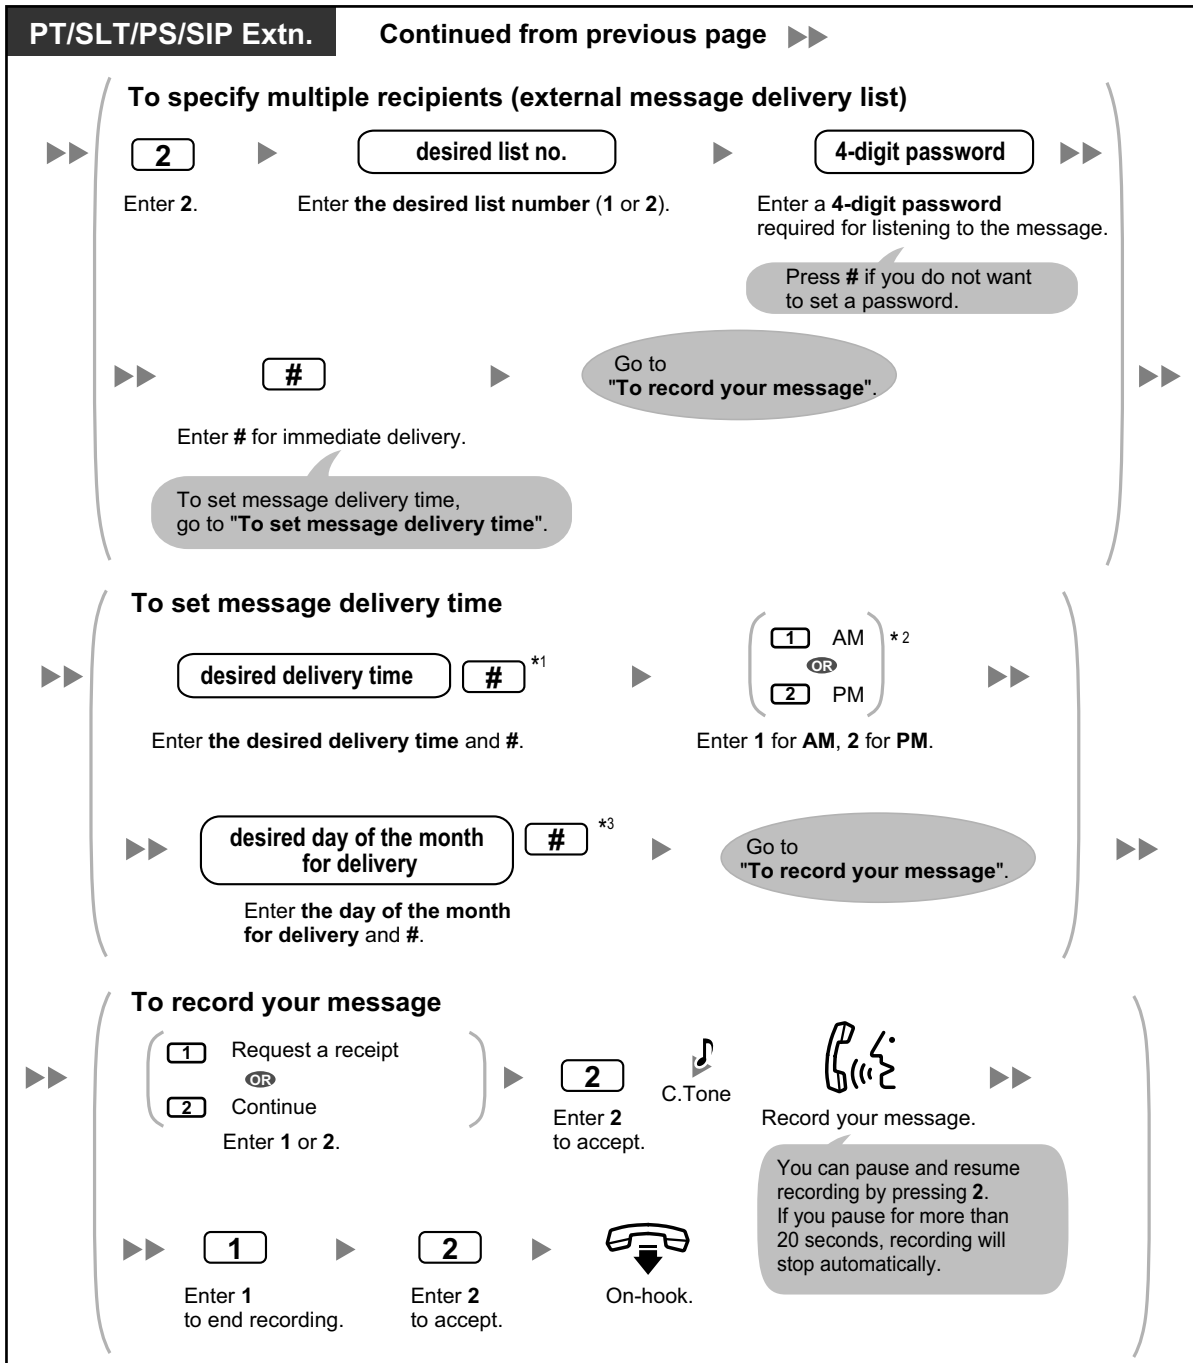 PT/SLT/PS/SIP Extn.
Continued from previous page
To specify multiple recipients (external message delivery list)
2
desired list no.
4-digit password
Enter 2.
Enter the desired list number (1 or 2).
Enter a 4-digit password
required for listening to the message.
Press # if you do not want
to set a password.
#
Go to
"To record your message".
Enter # for immediate delivery.
To set message delivery time,
go to "To set message delivery time".
To set message delivery time
desired delivery time # *1
1 AM *2
OR
2 PM
Enter the desired delivery time and #.
Enter 1 for AM, 2 for PM.
desired day of the month
for delivery
# *3
Go to
"To record your message".
Enter the day of the month
for delivery and #.
To record your message
1 Request a receipt
OR
2 Continue
Enter 1 or 2.
2
Enter 2
to accept.
C.Tone
Record your message.
You can pause and resume
recording by pressing 2.
If you pause for more than
20 seconds, recording will
stop automatically.
1
2
Enter 1
to end recording.
Enter 2
to accept.
On-hook.